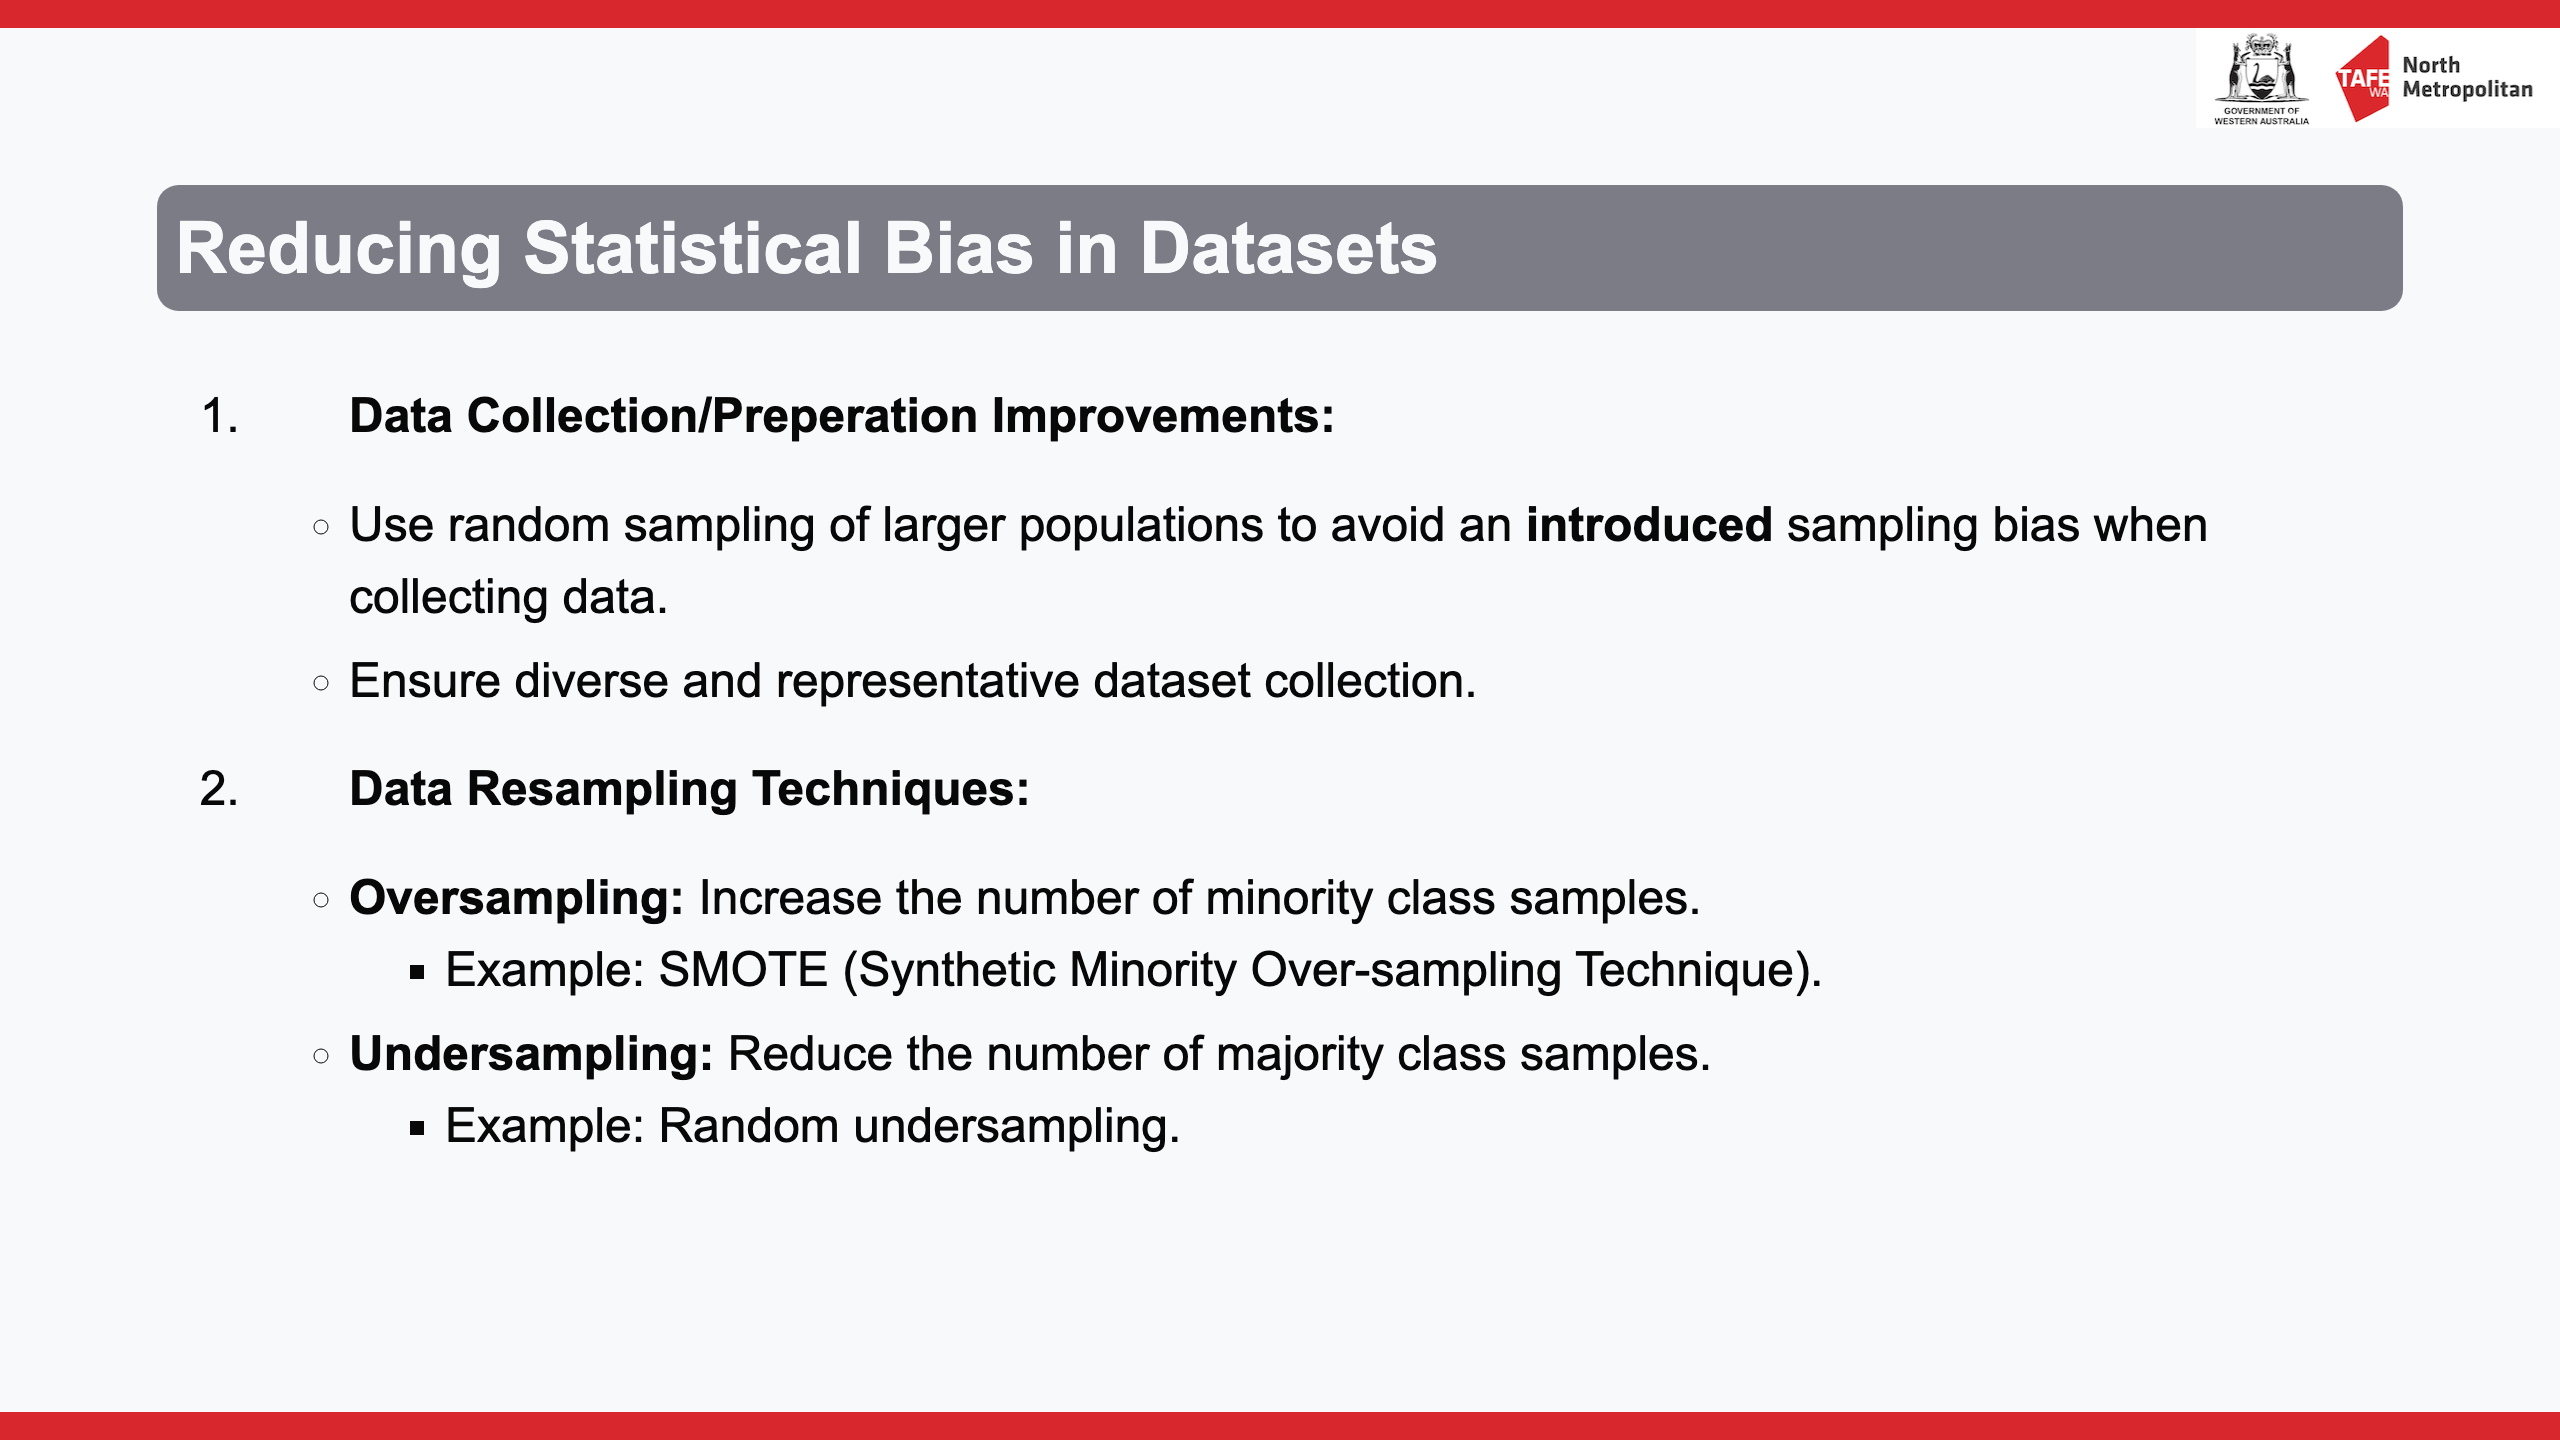 GOVERNMENT OF
WESTERN AUSTRALIA
TAFE
WA
North
Metropolitan
Reducing Statistical Bias in Datasets
1. Data Collection/Preperation Improvements:
Use random sampling of larger populations to avoid an introduced sampling bias when
collecting data.
Ensure diverse and representative dataset collection.
2. Data Resampling Techniques:
Oversampling: Increase the number of minority class samples.
Example: SMOTE (Synthetic Minority Over-sampling Technique).
Undersampling: Reduce the number of majority class samples.
Example: Random undersampling.